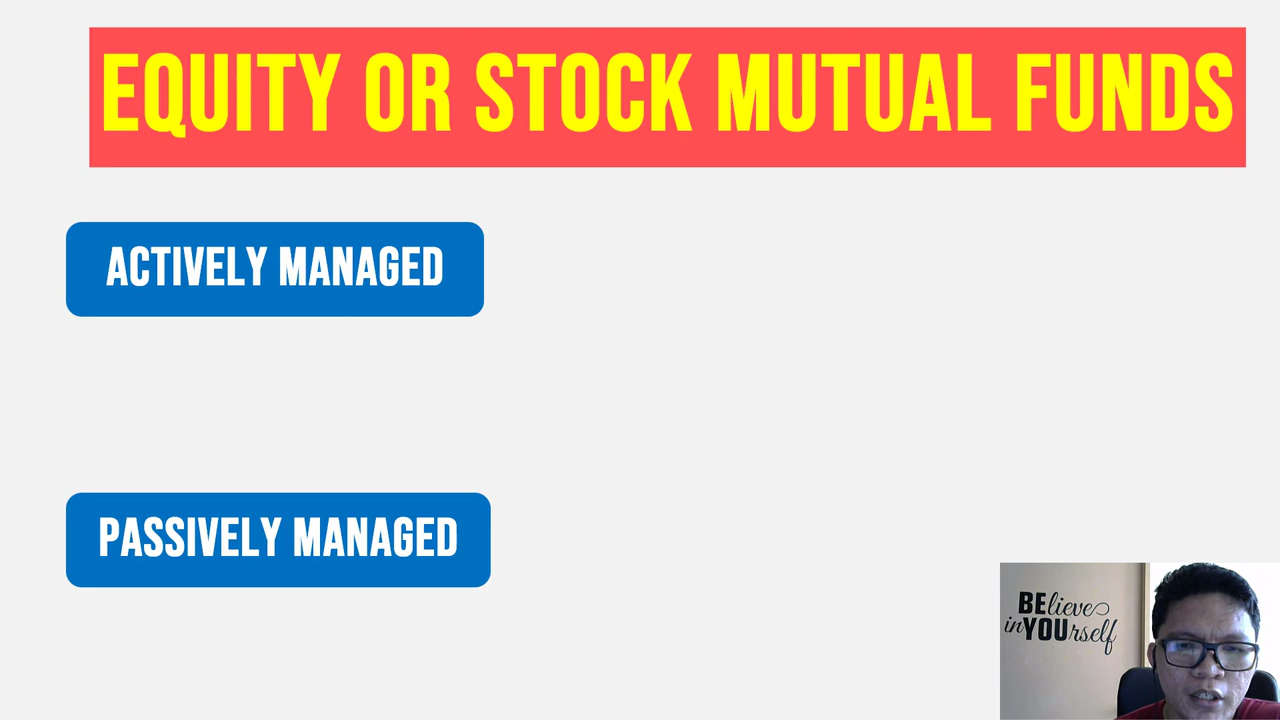 EQUITY OR STOCK MUTUAL FUNDS
ACTIVELY MANAGED
PASSIVELY MANAGED
BElieve
inYOUrself